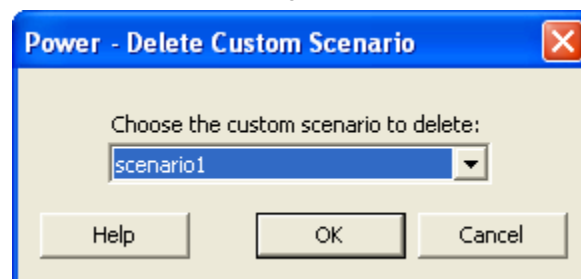 Power - Delete Custom Scenario
Choose the custom scenario to delete:
scenario1
Help OK Cancel